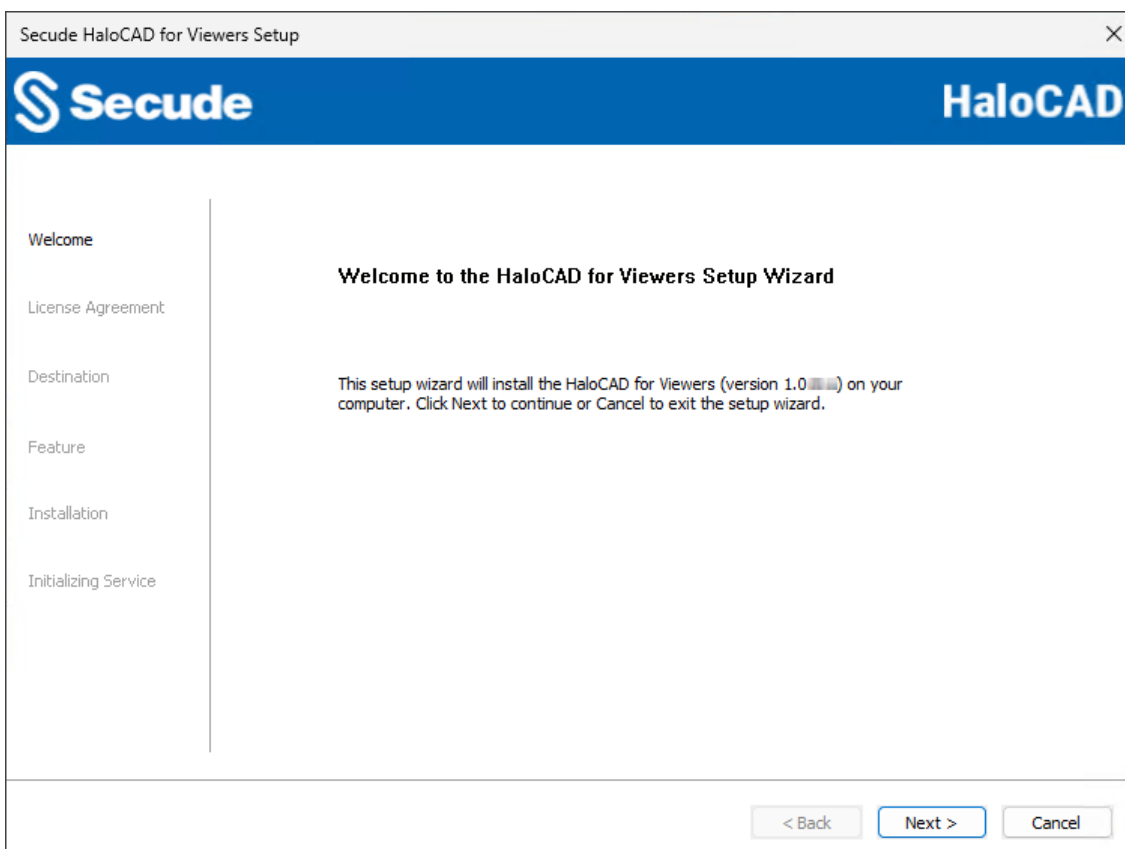 Secude HaloCAD for Viewers Setup
Secude
HaloCAD
Welcome
License Agreement
Destination
Feature
Installation
Initializing Service
Welcome to the HaloCAD for Viewers Setup Wizard
This setup wizard will install the HaloCAD for Viewers (version 1.0 ) on your
computer. Click Next to continue or Cancel to exit the setup wizard.
< Back
Next >
Cancel